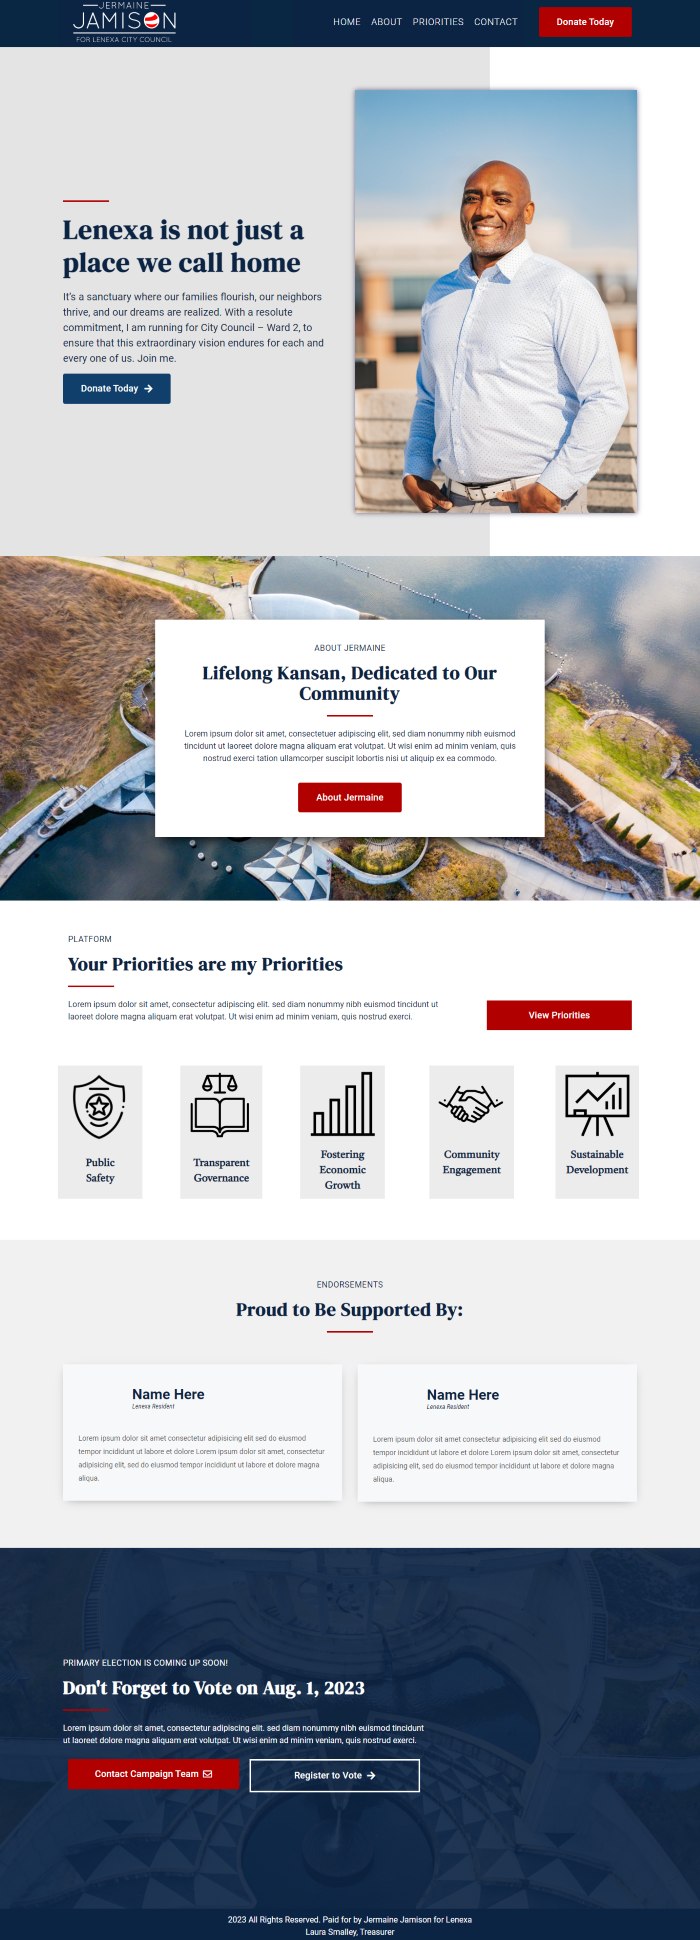 JERMAINE
JAMISON
FOR LENEXA CITY COUNCIL
HOME ABOUT PRIORITIES CONTACT Donate Today
Lenexa is not just a
place we call home
It's a sanctuary where our families flourish, our neighbors
thrive, and our dreams are realized. With a resolute
commitment, I am running for City Council – Ward 2, to
ensure that this extraordinary vision endures for each and
every one of us. Join me.
Donate Today
ABOUT JERMAINE
Lifelong Kansan, Dedicated to Our
Community
Lorem ipsum dolor sit amet, consectetuer adipiscing elit, sed diam nonummy nibh euismod
tincidunt ut laoreet dolore magna aliquam erat volutpat. Ut wisi enim ad minim veniam, quis
nostrud exerci tation ullamcorper suscipit lobortis nisl ut aliquip ex ea commodo.
About Jermaine
PLATFORM
Your Priorities are my Priorities
Lorem ipsum dolor sit amet, consectetur adipiscing elit. sed diam nonummy nibh euismod tincidunt ut
laoreet dolore magna aliquam erat volutpat. Ut wisi enim ad minim veniam, quis nostrud exerci.
View Priorities
Public
Safety
Transparent
Governance
Fostering
Economic
Growth
Community
Engagement
Sustainable
Development
ENDORSEMENTS
Proud to Be Supported By:
Name Here
Lenexa Resident
Lorem ipsum dolor sit amet consectetur adipisicing elit sed do eiusmod
tempor incididunt ut labore et dolore Lorem ipsum dolor sit amet, consectetur
adipisicing elit, sed do eiusmod tempor incididunt ut labore et dolore magna
aliqua.
Name Here
Lenexa Resident
Lorem ipsum dolor sit amet consectetur adipisicing elit sed do eiusmod
tempor incididunt ut labore et dolore Lorem ipsum dolor sit amet, consectetur
adipisicing elit, sed do eiusmod tempor incididunt ut labore et dolore magna
aliqua.
PRIMARY ELECTION IS COMING UP SOON!
Don't Forget to Vote on Aug. 1, 2023
Lorem ipsum dolor sit amet, consectetur adipiscing elit. sed diam nonummy nibh euismod tincidunt
ut laoreet dolore magna aliquam erat volutpat. Ut wisi enim ad minim veniam, quis nostrud exerci.
Contact Campaign Team
Register to Vote
2023 All Rights Reserved. Paid for by Jermaine Jamison for Lenexa
Laura Smalley, Treasurer